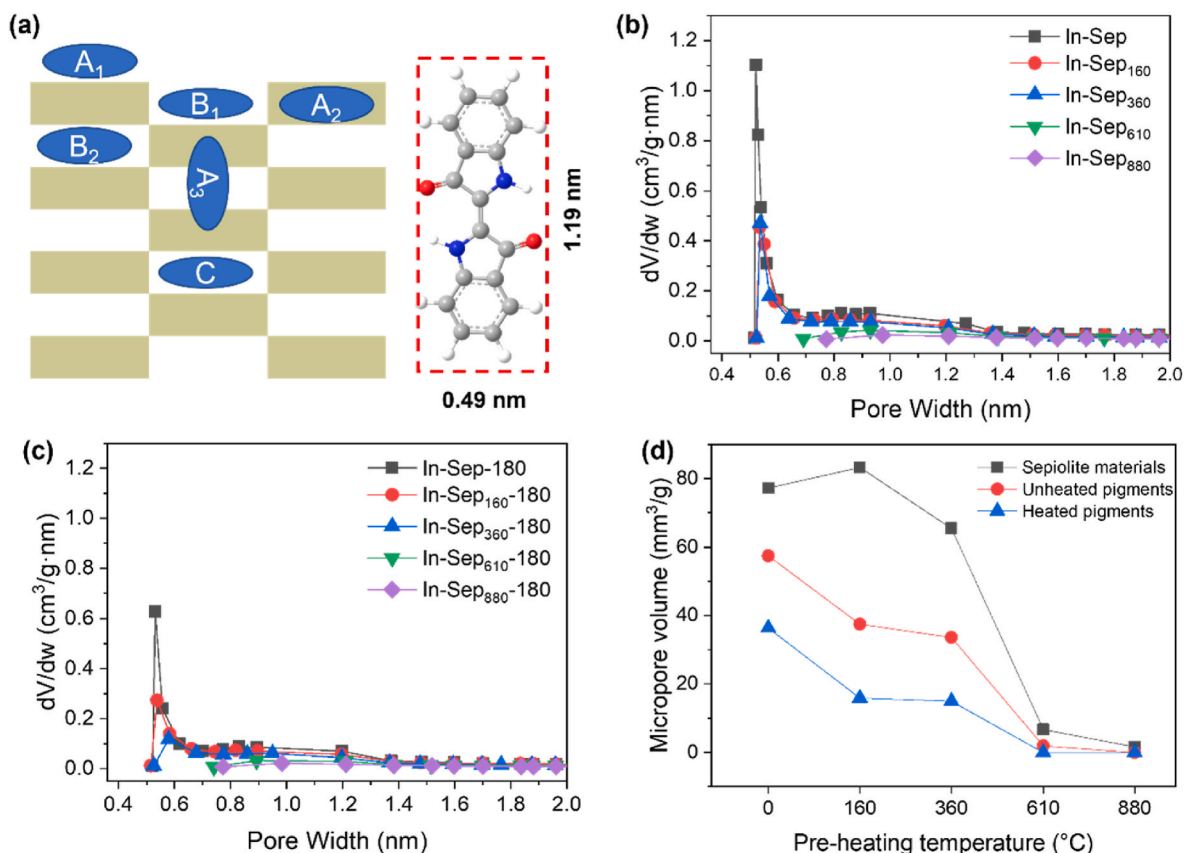 (a)
A₁
B₁
A₂
B₂
A₃
C
1.19 nm
0.49 nm
(b)
1.2
1.0
0.8
0.6
0.4
0.2
0.0
dV/dw (cm³/g·nm)
In-Sep
In-Sep₁₆₀
In-Sep₃₆₀
In-Sep₆₁₀
In-Sep₈₈₀
0.4 0.6 0.8 1.0 1.2 1.4 1.6 1.8 2.0
Pore Width (nm)
(c)
1.2
1.0
0.8
0.6
0.4
0.2
0.0
dV/dw (cm³/g·nm)
In-Sep-180
In-Sep₁₆₀-180
In-Sep₃₆₀-180
In-Sep₆₁₀-180
In-Sep₈₈₀-180
0.4 0.6 0.8 1.0 1.2 1.4 1.6 1.8 2.0
Pore Width (nm)
(d)
80
60
40
20
0
Micropore volume (mm³/g)
Sepiolite materials
Unheated pigments
Heated pigments
0 160 360 610 880
Pre-heating temperature (°C)